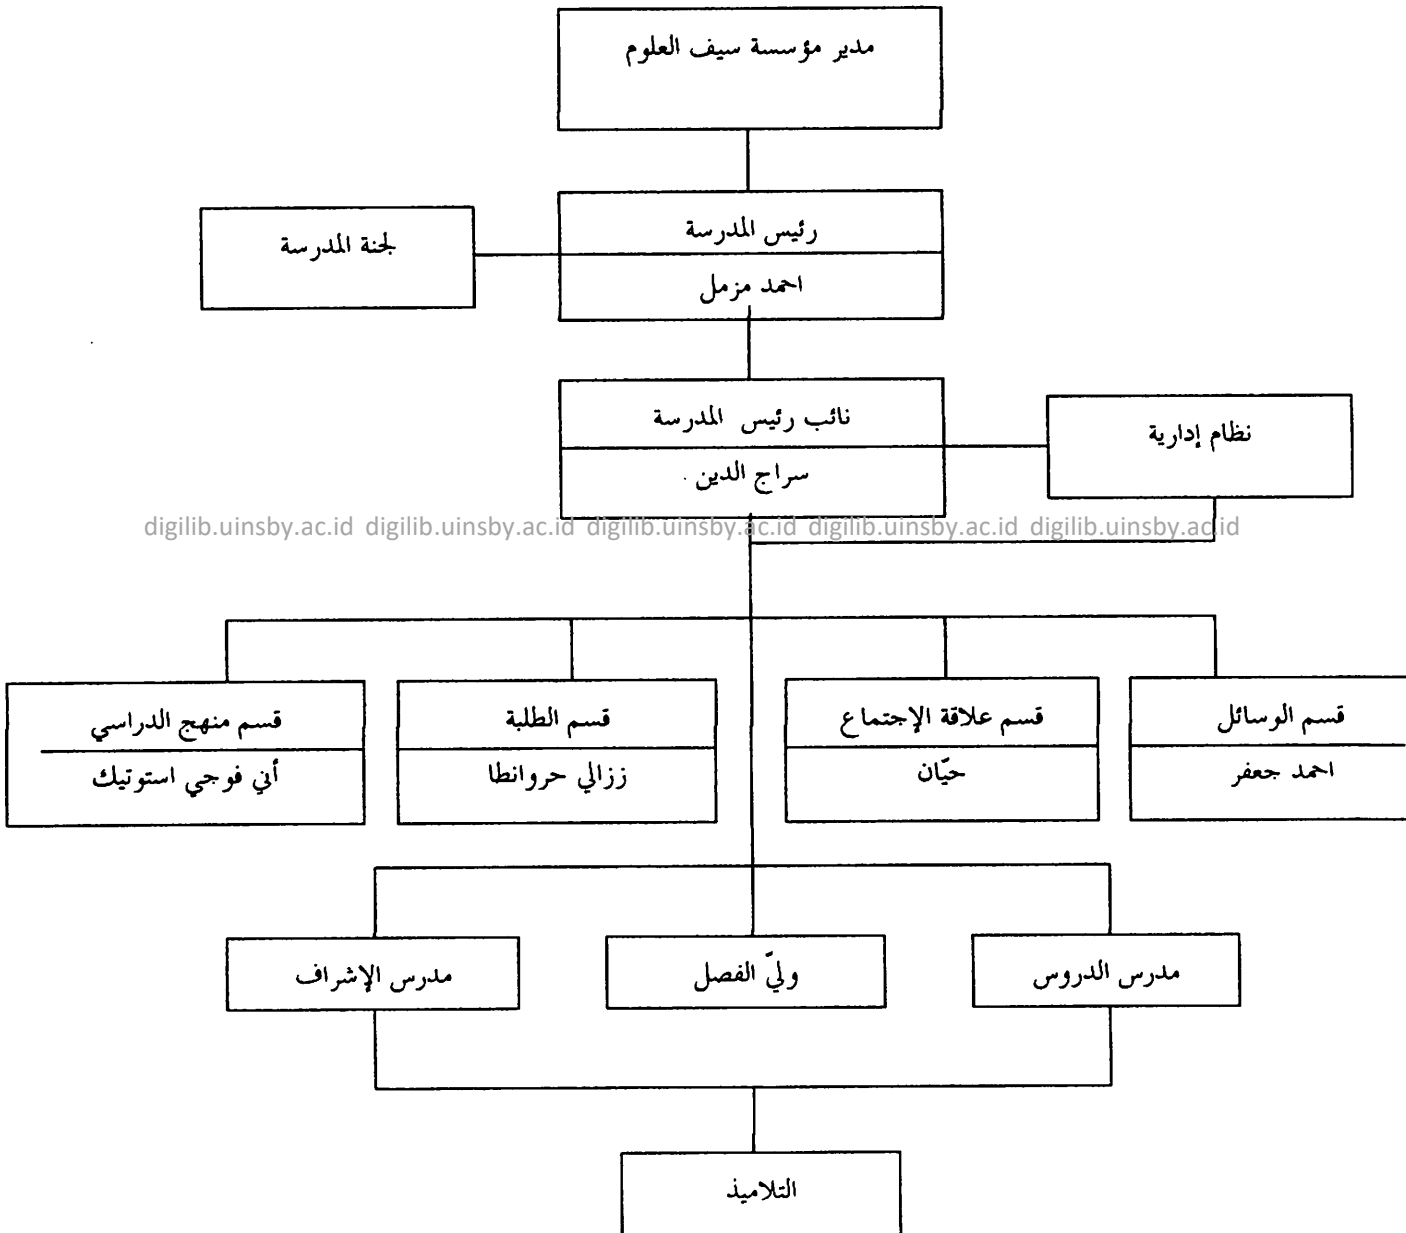 مدير مؤسسة سيف العلوم
رئيس المدرسة
احمد مزمل
لجنة المدرسة
نائب رئيس المدرسة
سراج الدين
نظام إدارية
digilib.uinsby.ac.id digilib.uinsby.ac.id digilib.uinsby.ac.id digilib.uinsby.ac.id digilib.uinsby.ac.id
قسم الوسائل
احمد جعفر
قسم علاقة الإجتماع
حيّان
قسم الطلبة
ززالي حروانطا
قسم منهج الدراسي
أني فوجي استوتيك
مدرس الدروس
وليّ الفصل
مدرس الإشراف
التلاميذ